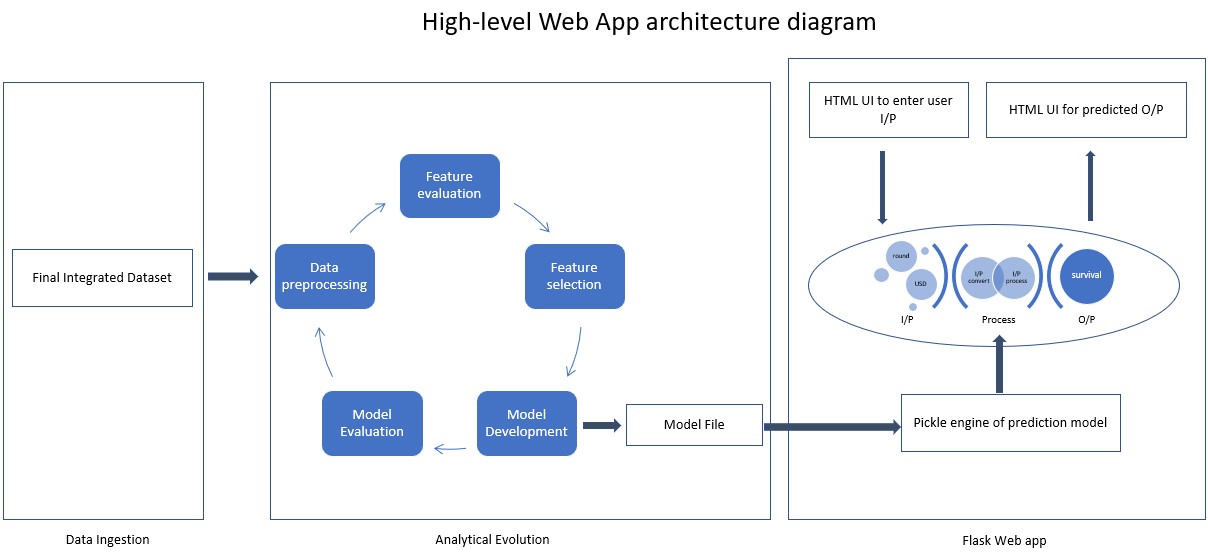 High-level Web App architecture diagram
Final Integrated Dataset
Data Ingestion
Feature
evaluation
Data
preprocessing
Feature
selection
Model
Evaluation
Model
Development
Model File
Analytical Evolution
HTML UI to enter user
I/P
HTML UI for predicted O/P
round
USD
I/P
convert
I/P
process
survival
I/P
Process
O/P
Pickle engine of prediction model
Flask Web app